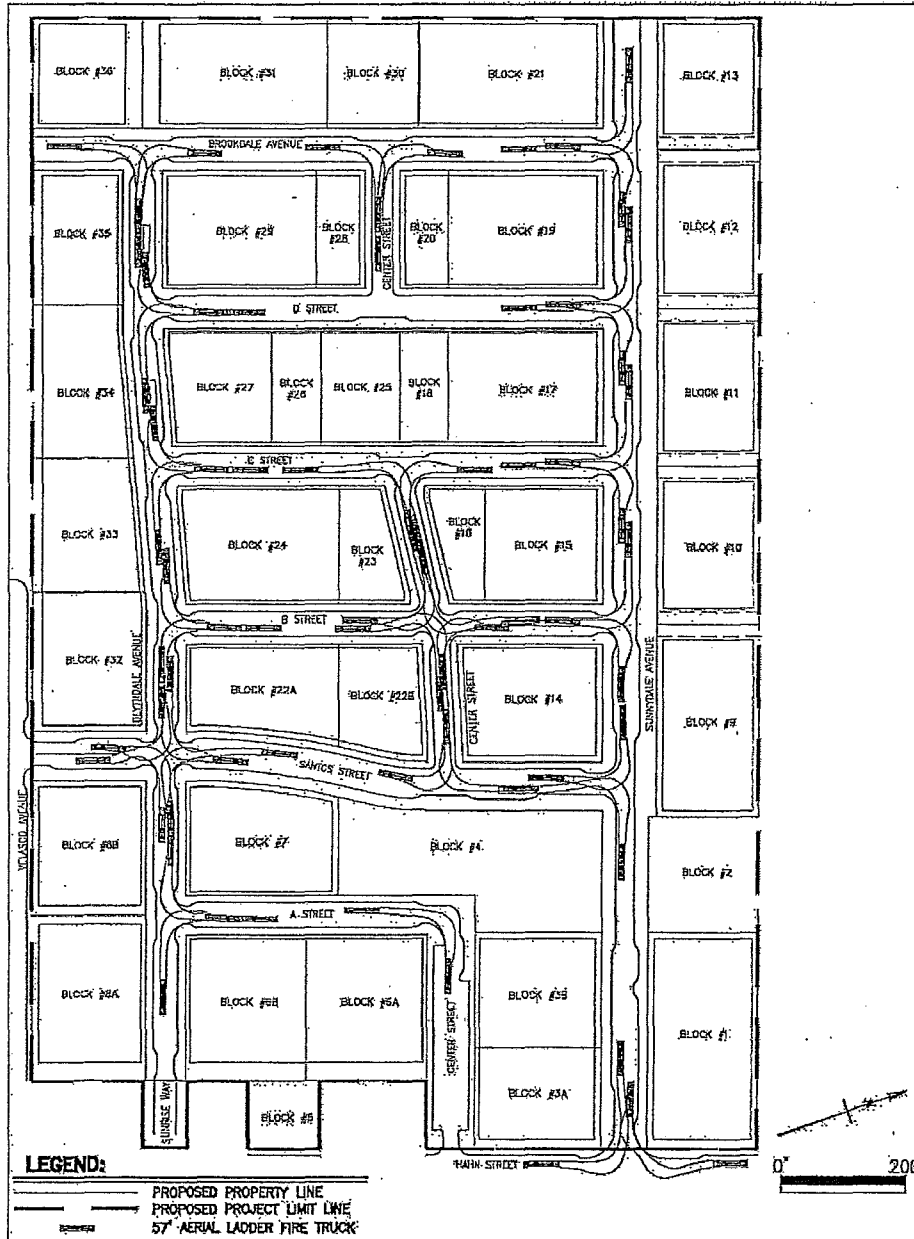 BLOCK #36
BLOCK #31
BLOCK #30
BLOCK #21
BLOCK #13
BROOKDALE AVENUE
BLOCK #35
BLOCK #29
BLOCK #28
CENTER STREET
BLOCK #20
BLOCK #19
BLOCK #12
D STREET
BLOCK #34
BLOCK #27
BLOCK #26
BLOCK #25
BLOCK #18
BLOCK #17
BLOCK #11
C STREET
BLOCK #33
BLOCK #24
BLOCK #23
BLOCK #16
BLOCK #15
BLOCK #10
B STREET
BLOCK #32
BLYTHDALE AVENUE
BLOCK #22A
BLOCK #22B
CENTER STREET
BLOCK #14
SUNNYDALE AVENUE
BLOCK #9
SANTOS STREET
VELASCO AVENUE
BLOCK #8B
BLOCK #7
BLOCK #4
BLOCK #2
A STREET
BLOCK #8A
BLOCK #6A
CENTER STREET
BLOCK #3B
BLOCK #1
SUNRISE WAY
BLOCK #3A
HAHN STREET
LEGEND:
PROPOSED PROPERTY LINE
PROPOSED PROJECT LIMIT LINE
57' AERIAL LADDER FIRE TRUCK
0'
200